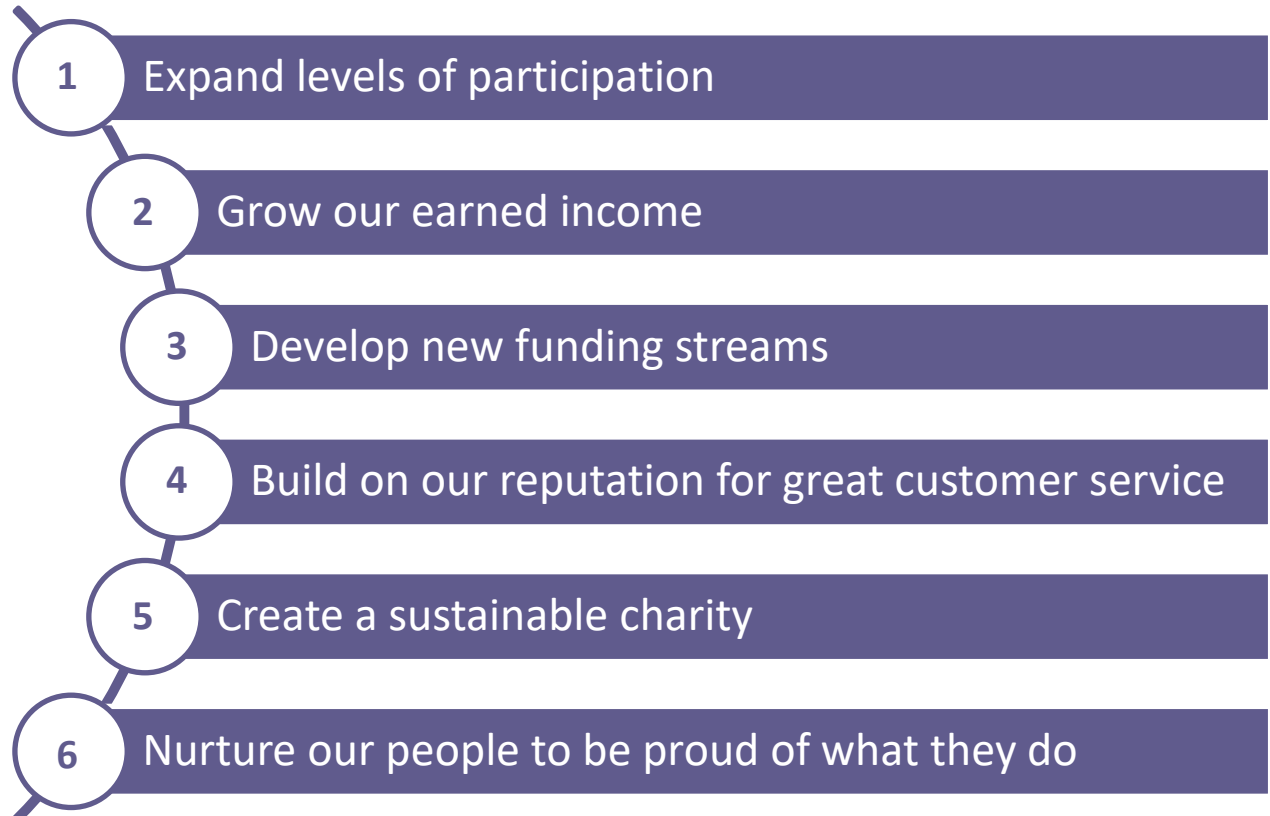 1 Expand levels of participation
2 Grow our earned income
3 Develop new funding streams
4 Build on our reputation for great customer service
5 Create a sustainable charity
6 Nurture our people to be proud of what they do